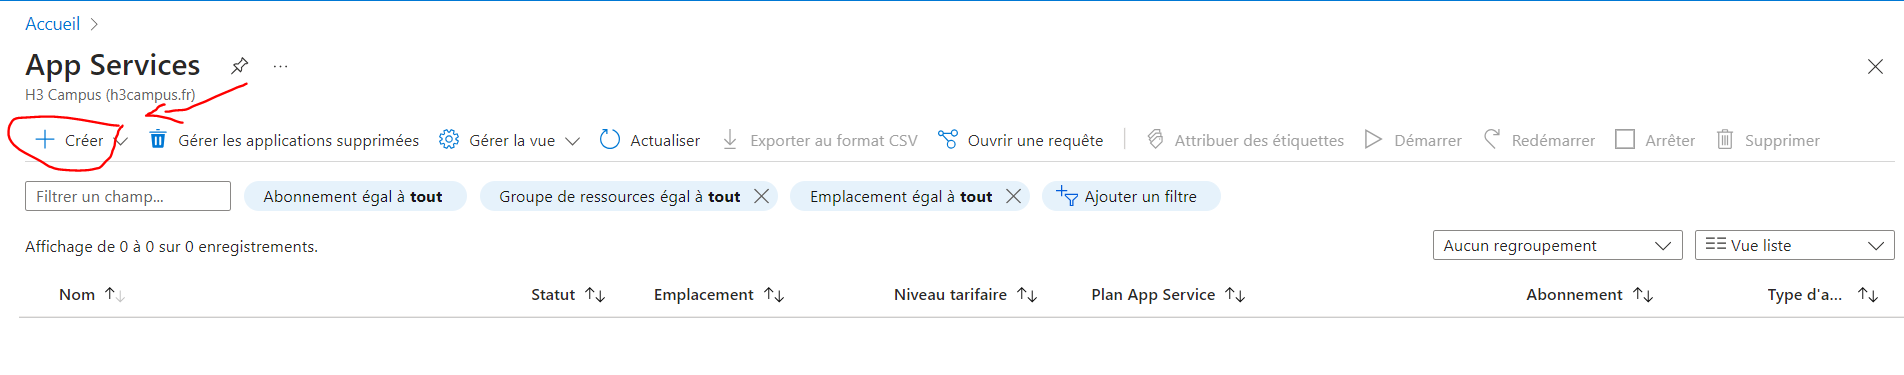 Accueil
App Services
H3 Campus (h3campus.fr)
Créer Gérer les applications supprimées Gérer la vue Actualiser Exporter au format CSV Ouvrir une requête Attribuer des étiquettes Démarrer Redémarrer Arrêter Supprimer
Filtrer un champ... Abonnement égal à tout Groupe de ressources égal à tout Emplacement égal à tout Ajouter un filtre
Affichage de 0 à 0 sur 0 enregistrements. Aucun regroupement Vue liste
Nom Statut Emplacement Niveau tarifaire Plan App Service Abonnement Type d'a...